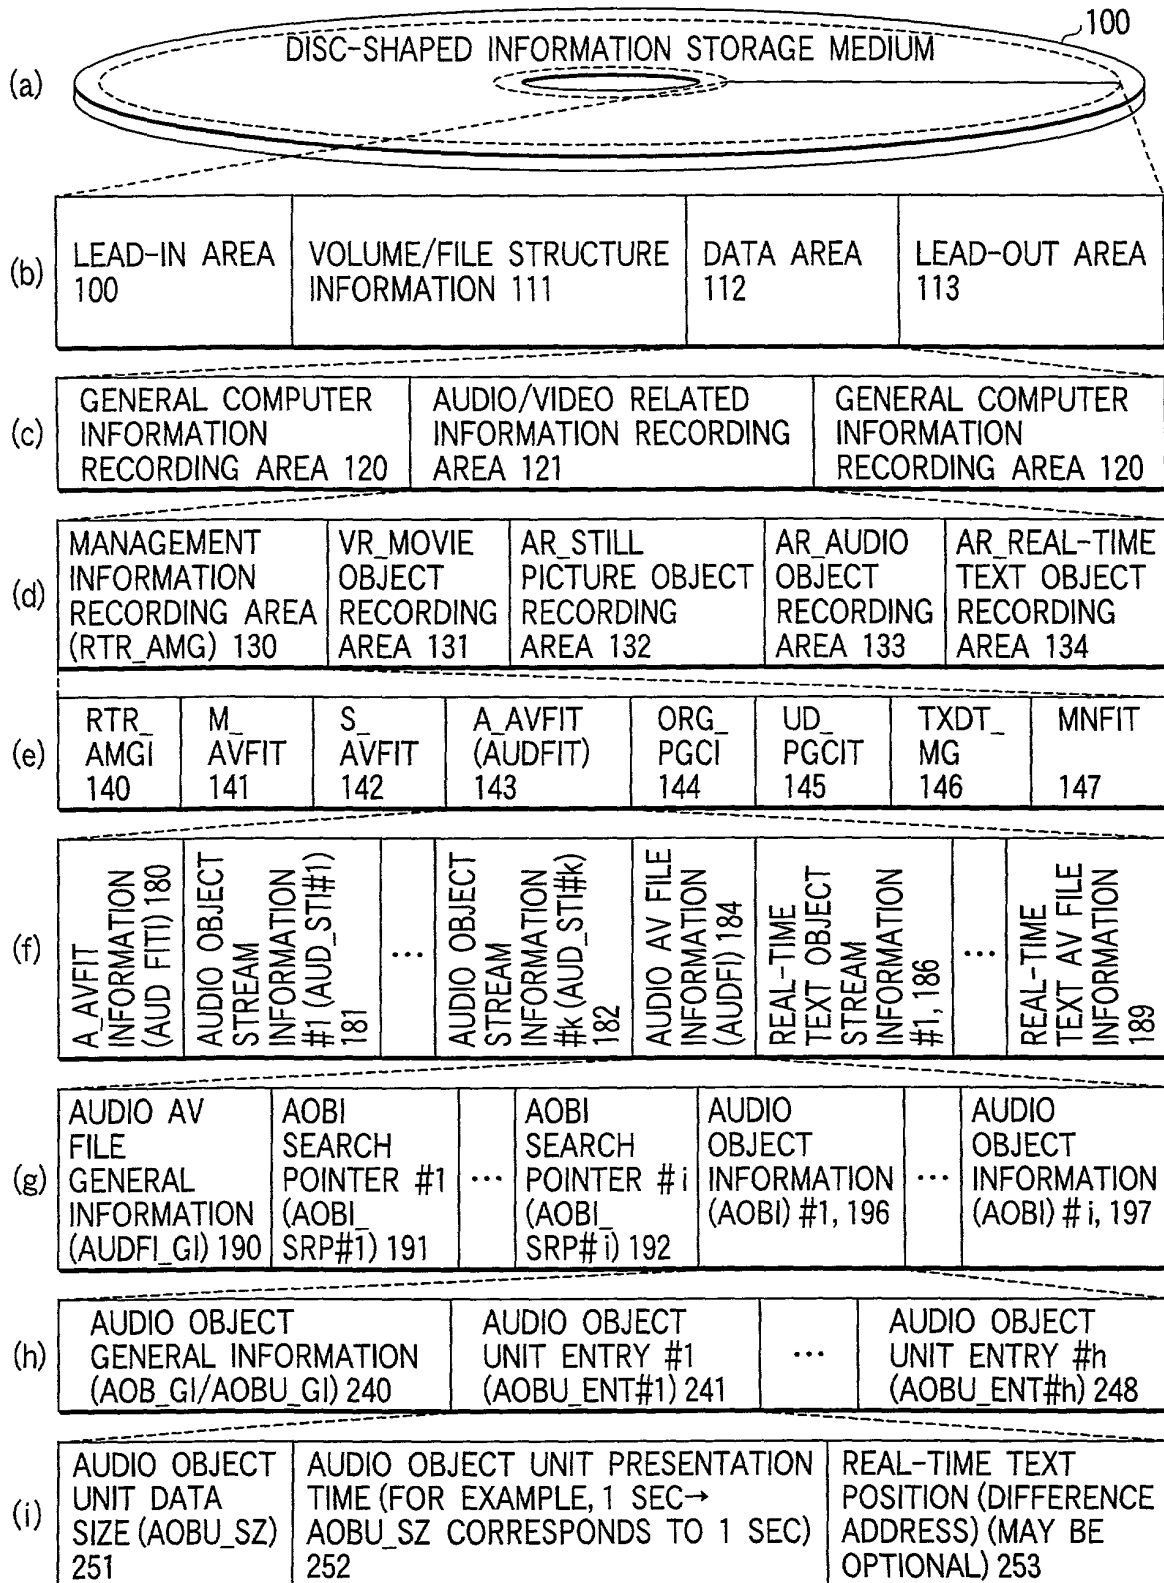 100
DISC-SHAPED INFORMATION STORAGE MEDIUM
(a)
(b)
LEAD-IN AREA
100
VOLUME/FILE STRUCTURE
INFORMATION 111
DATA AREA
112
LEAD-OUT AREA
113
(c)
GENERAL COMPUTER
INFORMATION
RECORDING AREA 120
AUDIO/VIDEO RELATED
INFORMATION RECORDING
AREA 121
GENERAL COMPUTER
INFORMATION
RECORDING AREA 120
(d)
MANAGEMENT
INFORMATION
RECORDING AREA
(RTR_AMG) 130
VR_MOVIE
OBJECT
RECORDING
AREA 131
AR_STILL
PICTURE OBJECT
RECORDING
AREA 132
AR_AUDIO
OBJECT
RECORDING
AREA 133
AR_REAL-TIME
TEXT OBJECT
RECORDING
AREA 134
(e)
RTR_
AMGI
140
M_
AVFIT
141
S_
AVFIT
142
A_AVFIT
(AUDFIT)
143
ORG_
PGCI
144
UD_
PGCIT
145
TXDT_
MG
146
MNFIT
147
(f)
A_AVFIT
INFORMATION
(AUD FITI) 180
AUDIO OBJECT
STREAM
INFORMATION
#1 (AUD_STI#1)
181
...
AUDIO OBJECT
STREAM
INFORMATION
#k (AUD_STI#k)
182
AUDIO AV FILE
INFORMATION
(AUDFI) 184
REAL-TIME
TEXT OBJECT
STREAM
INFORMATION
#1, 186
...
REAL-TIME
TEXT AV FILE
INFORMATION
189
(g)
AUDIO AV
FILE
GENERAL
INFORMATION
(AUDFI_GI) 190
AOBI
SEARCH
POINTER #1
(AOBI_
SRP#1) 191
...
AOBI
SEARCH
POINTER #i
(AOBI_
SRP#i) 192
AUDIO
OBJECT
INFORMATION
(AOBI) #1, 196
...
AUDIO
OBJECT
INFORMATION
(AOBI) #i, 197
(h)
AUDIO OBJECT
GENERAL INFORMATION
(AOB_GI/AOBU_GI) 240
AUDIO OBJECT
UNIT ENTRY #1
(AOBU_ENT#1) 241
...
AUDIO OBJECT
UNIT ENTRY #h
(AOBU_ENT#h) 248
(i)
AUDIO OBJECT
UNIT DATA
SIZE (AOBU_SZ)
251
AUDIO OBJECT UNIT PRESENTATION
TIME (FOR EXAMPLE, 1 SEC→
AOBU_SZ CORRESPONDS TO 1 SEC)
252
REAL-TIME TEXT
POSITION (DIFFERENCE
ADDRESS) (MAY BE
OPTIONAL) 253